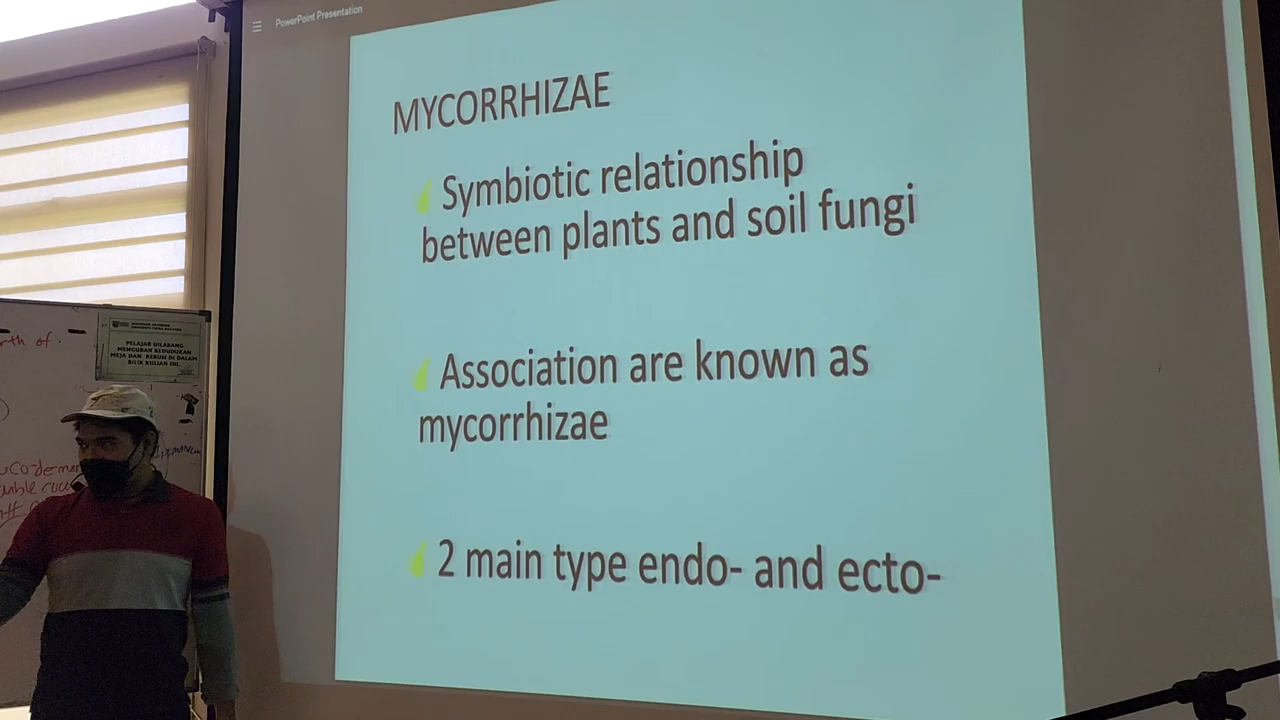 PowerPoint Presentation
MYCORRHIZAE
Symbiotic relationship
between plants and soil fungi
Association are known as
mycorrhizae
2 main type endo- and ecto-
PELAJAR DILARANG
MENGUBAH KEDUDUKAN
MEJA DAN KERUSI DI DALAM
BILIK KULIAH INI.
of